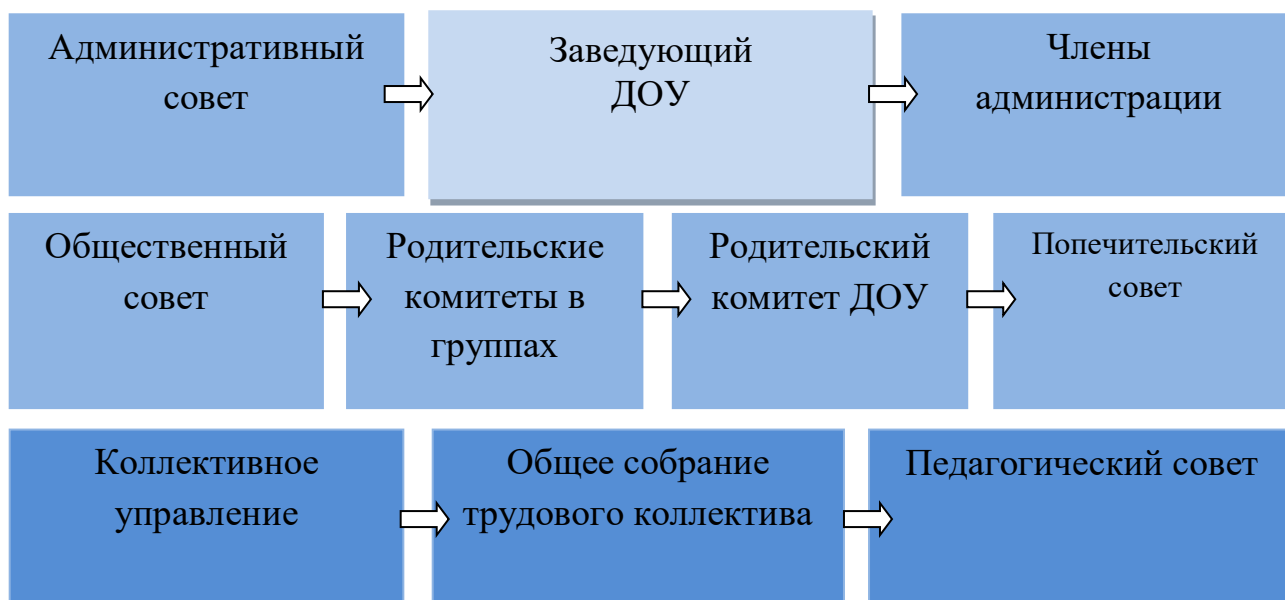 Административный
совет
Заведующий
ДОУ
Члены
администрации
Общественный
совет
Родительские
комитеты в
группах
Родительский
комитет ДОУ
Попечительский
совет
Коллективное
управление
Общее собрание
трудового коллектива
Педагогический совет